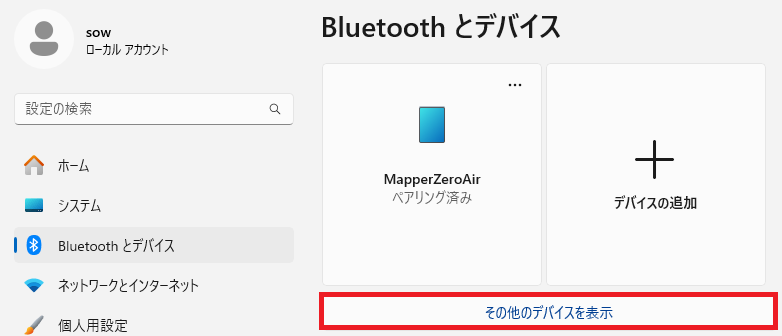 sow
ローカル アカウント
設定の検索
ホーム
システム
Bluetooth とデバイス
ネットワークとインターネット
個人用設定
Bluetooth とデバイス
MapperZeroAir
ペアリング済み
デバイスの追加
その他のデバイスを表示